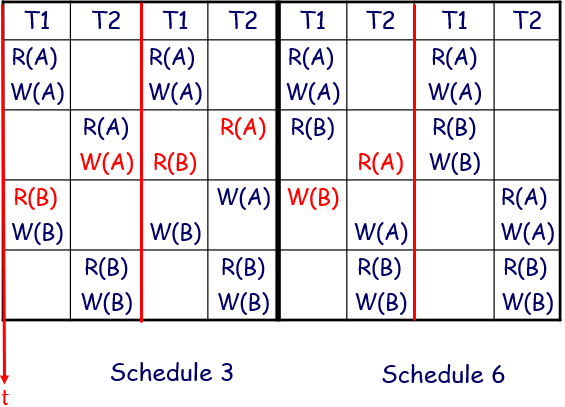 T1 T2 T1 T2 T1 T2 T1 T2
R(A) R(A) R(A) R(A)
W(A) W(A) W(A) W(A)
R(A) R(A) R(B) R(B)
W(A) R(B) R(A) W(B)
R(B) W(A) W(B) R(A)
W(B) W(B) W(A) W(A)
R(B) R(B) R(B) R(B)
W(B) W(B) W(B) W(B)
Schedule 3 Schedule 6
t